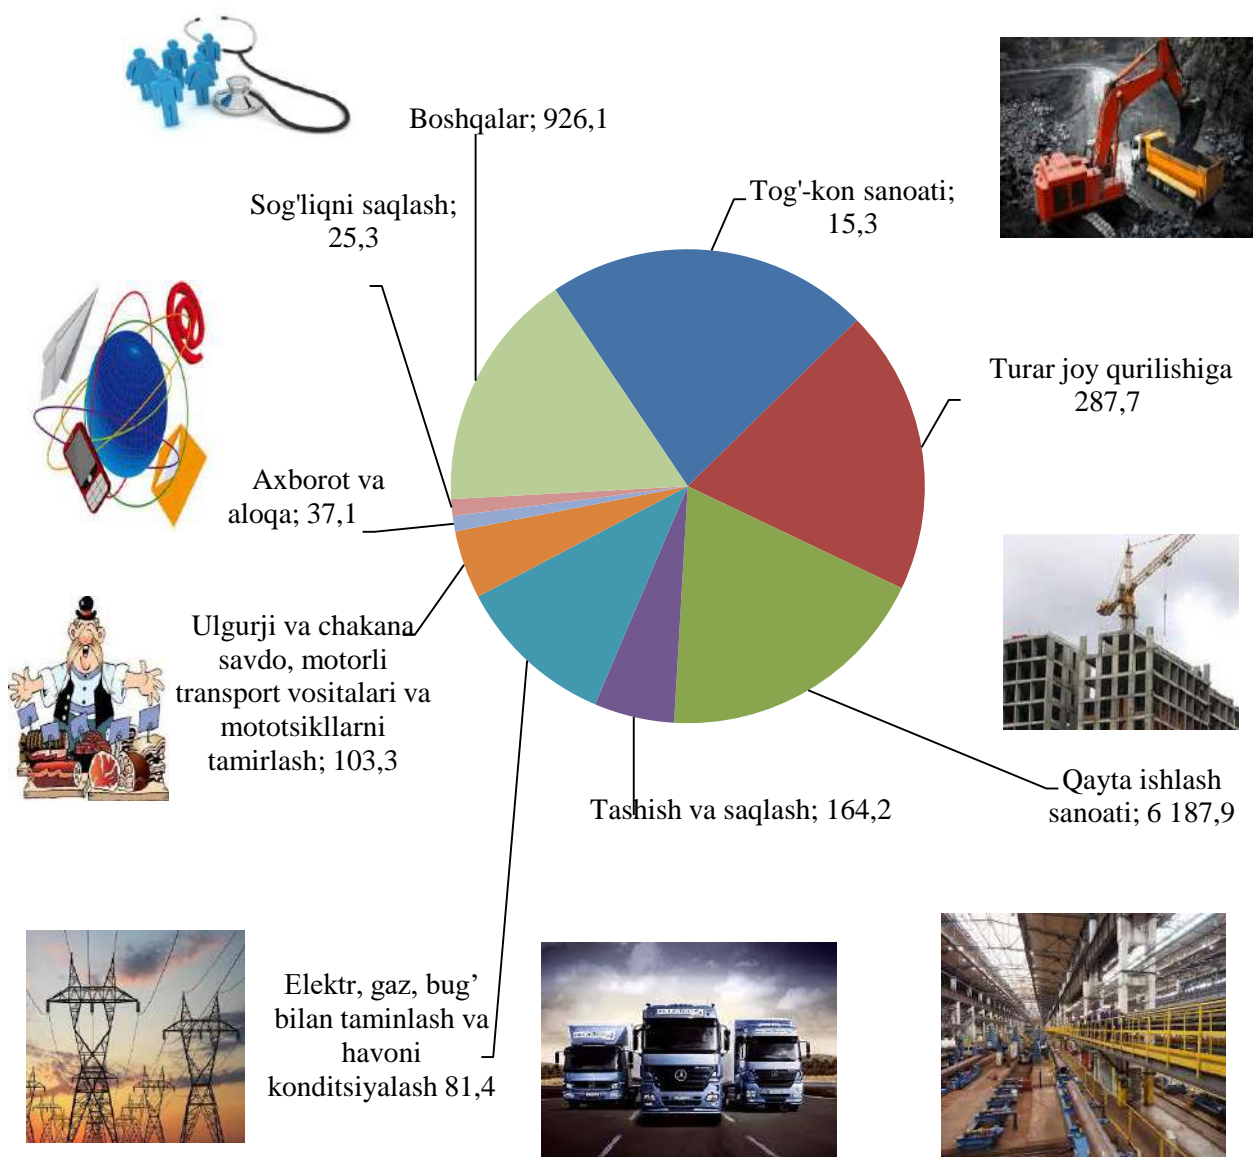 Boshqalar; 926,1
Tog'-kon sanoati;
15,3
Sog'liqni saqlash;
25,3
Turar joy qurilishiga
287,7
Axborot va
aloqa; 37,1
Ulgurji va chakana
savdo, motorli
transport vositalari va
mototsikllarni
tamirlash; 103,3
Qayta ishlash
sanoati; 6 187,9
Tashish va saqlash; 164,2
Elektr, gaz, bug’
bilan taminlash va
havoni
konditsiyalash 81,4